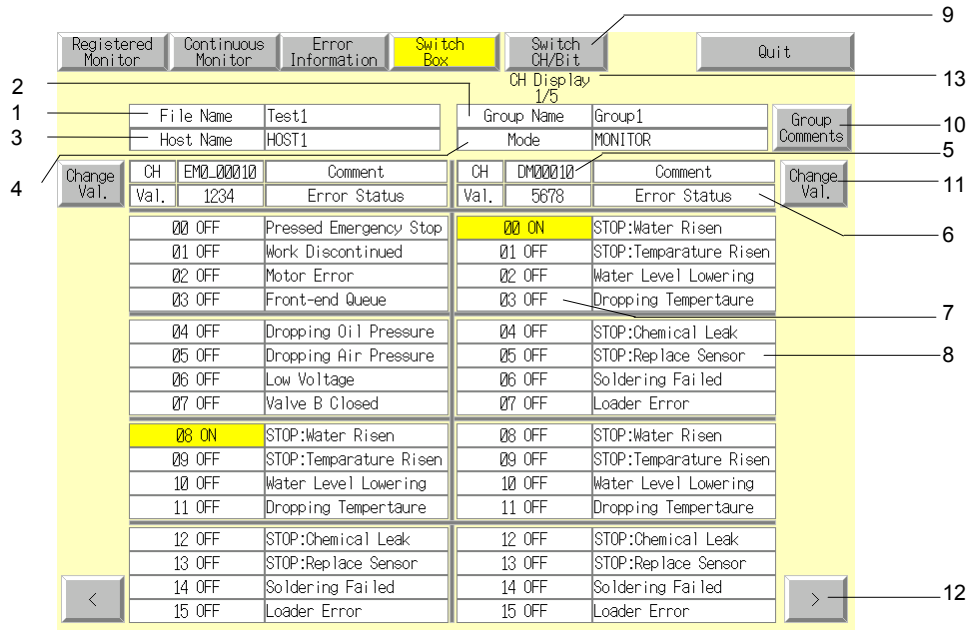 9
Registered Monitor
Continuous Monitor
Error Information
Switch Box
Switch CH/Bit
Quit
CH Display
1/5
13
2
1
3
4
File Name Test1 Group Name Group1
Host Name HOST1 Mode MONITOR
Group Comments
10
5
Change Val.
CH EM0_00010 Comment CH DM00010 Comment
Val. 1234 Error Status Val. 5678 Error Status
Change Val.
11
6
00 OFF Pressed Emergency Stop 00 ON STOP:Water Risen
01 OFF Work Discontinued 01 OFF STOP:Temparature Risen
02 OFF Motor Error 02 OFF Water Level Lowering
03 OFF Front-end Queue 03 OFF Dropping Tempertaure
7
04 OFF Dropping Oil Pressure 04 OFF STOP:Chemical Leak
05 OFF Dropping Air Pressure 05 OFF STOP:Replace Sensor
8
06 OFF Low Voltage 06 OFF Soldering Failed
07 OFF Valve B Closed 07 OFF Loader Error
08 ON STOP:Water Risen 08 OFF STOP:Water Risen
09 OFF STOP:Temparature Risen 09 OFF STOP:Temparature Risen
10 OFF Water Level Lowering 10 OFF Water Level Lowering
11 OFF Dropping Tempertaure 11 OFF Dropping Tempertaure
12 OFF STOP:Chemical Leak 12 OFF STOP:Chemical Leak
13 OFF STOP:Replace Sensor 13 OFF STOP:Replace Sensor
14 OFF Soldering Failed 14 OFF Soldering Failed
15 OFF Loader Error 15 OFF Loader Error
<
>
12